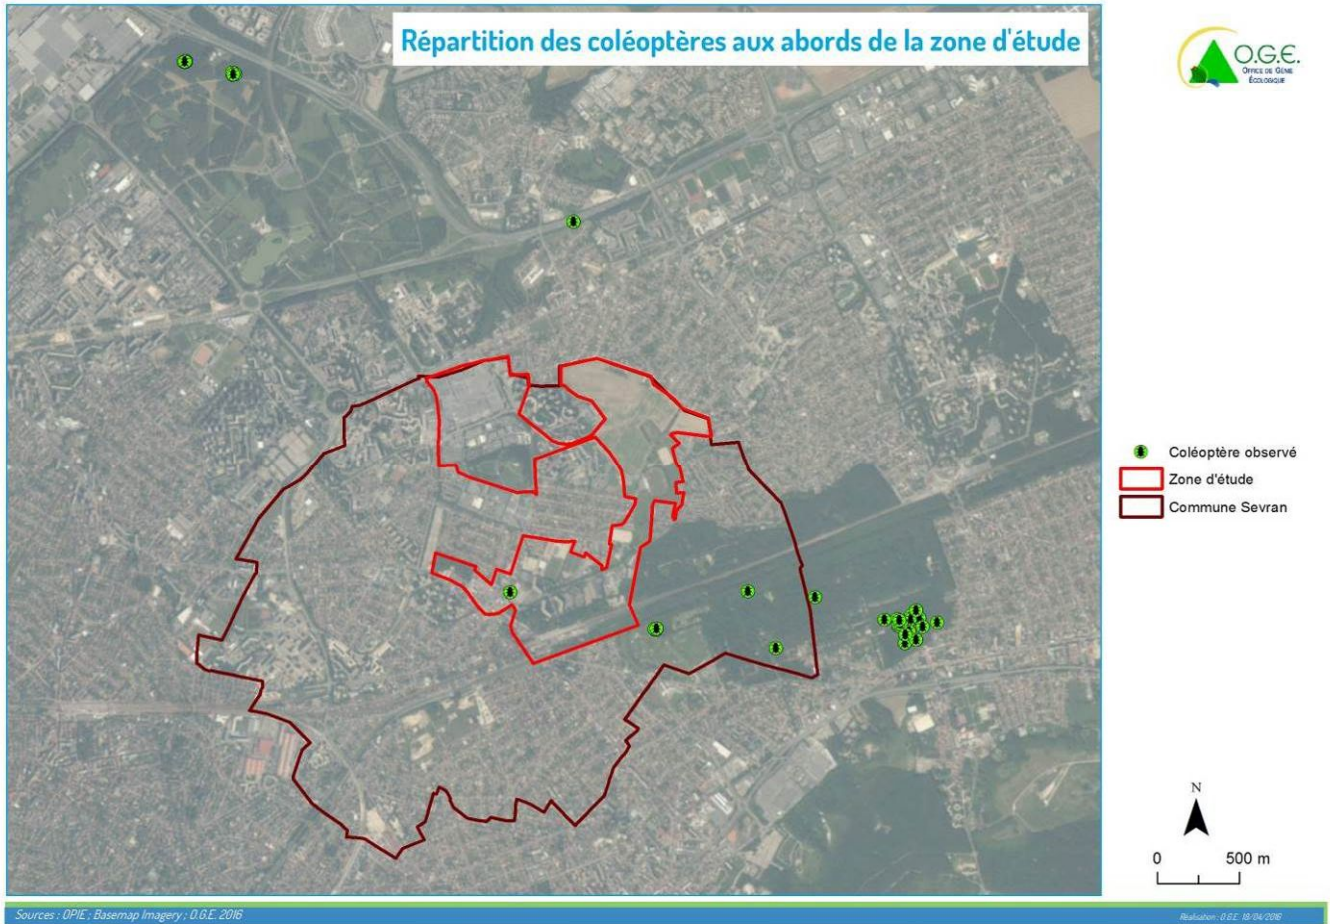 Répartition des coléoptères aux abords de la zone d'étude
O.G.E.
OFFICE DE GÉNIE
ÉCOLOGIQUE
Coléoptère observé
Zone d'étude
Commune Sevran
N
0 500 m
Sources : OPIE ; Basemap Imagery ; O.G.E. 2016
Réalisation : O.G.E. 18/04/2016